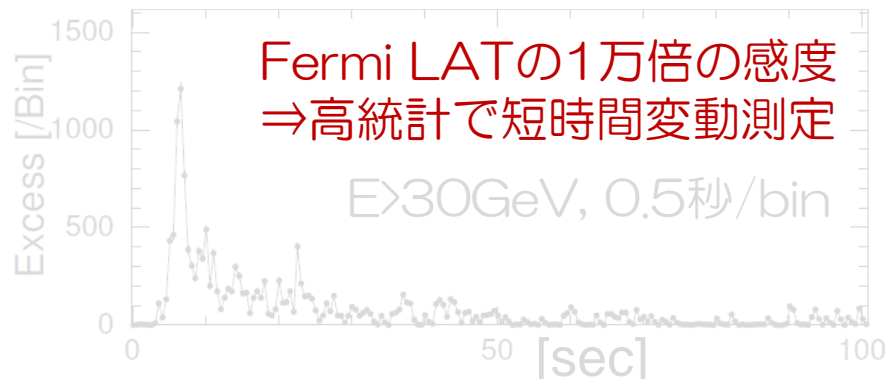 1500
Fermi LATの1万倍の感度
⇒高統計で短時間変動測定
1000
Excess [/Bin]
E>30GeV, 0.5秒/bin
500
0
0
50
100
[sec]